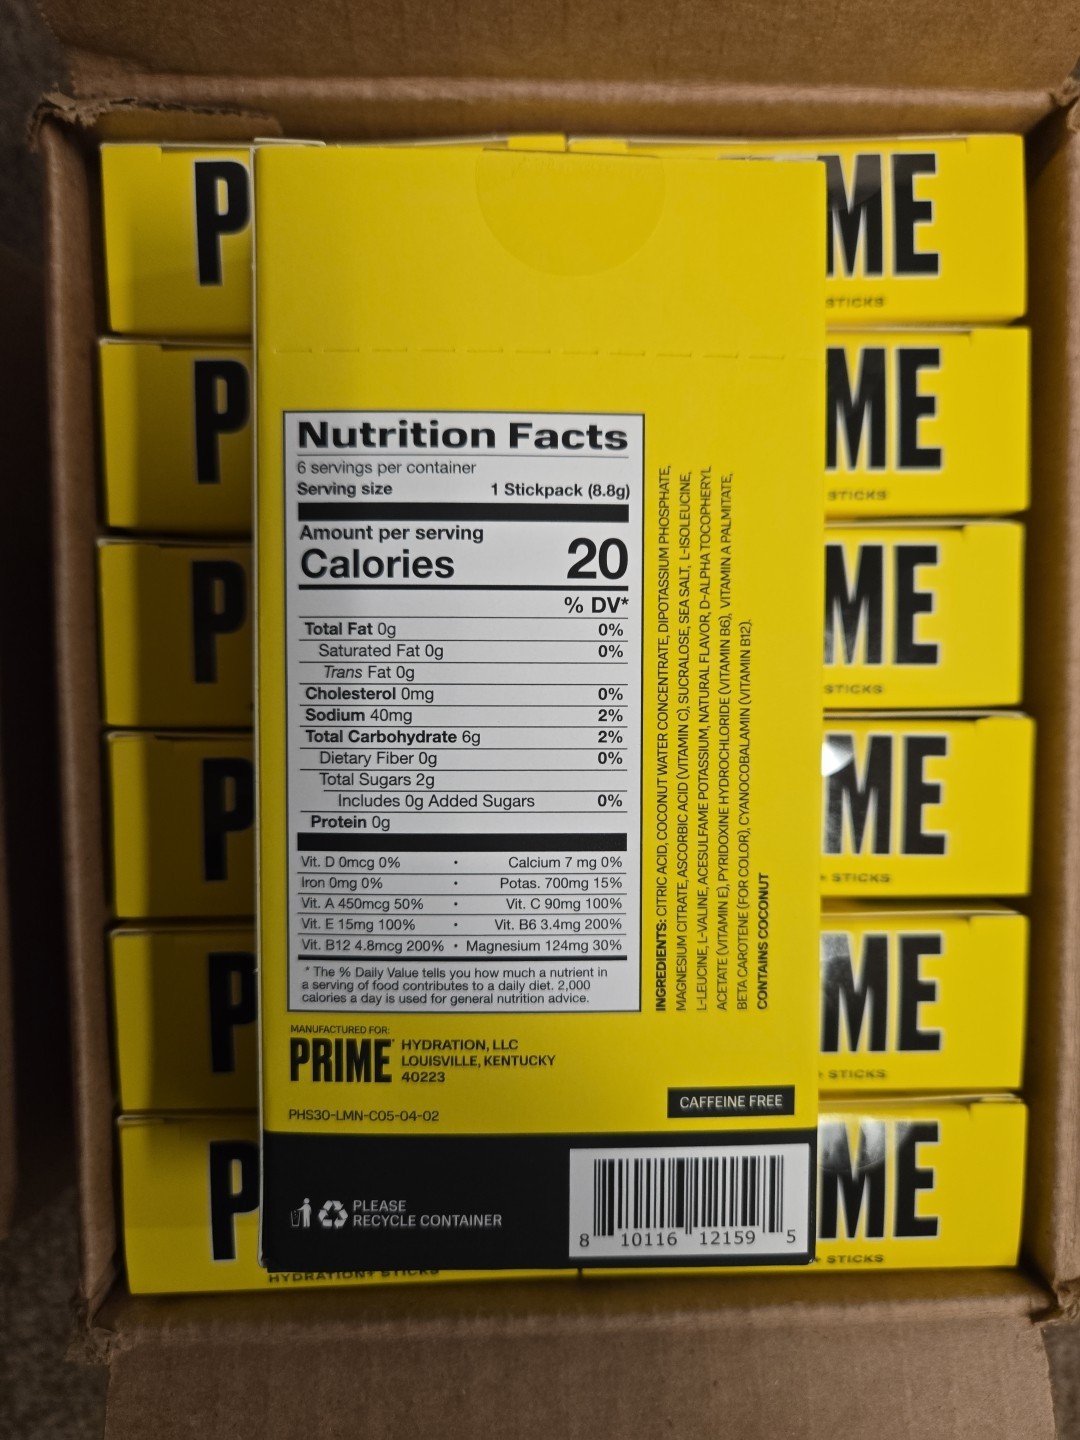 P
ME
STICKS
P
ME
STICKS
P
ME
STICKS
P
ME
+ STICKS
P
ME
+ STICKS
P
ME
+ STICKS
HYDRATION+ STICKS
Nutrition Facts
6 servings per container
Serving size 1 Stickpack (8.8g)
Amount per serving
Calories 20
% DV*
Total Fat 0g 0%
Saturated Fat 0g 0%
Trans Fat 0g
Cholesterol 0mg 0%
Sodium 40mg 2%
Total Carbohydrate 6g 2%
Dietary Fiber 0g 0%
Total Sugars 2g
Includes 0g Added Sugars 0%
Protein 0g
Vit. D 0mcg 0% • Calcium 7 mg 0%
Iron 0mg 0% • Potas. 700mg 15%
Vit. A 450mcg 50% • Vit. C 90mg 100%
Vit. E 15mg 100% • Vit. B6 3.4mg 200%
Vit. B12 4.8mcg 200% • Magnesium 124mg 30%
* The % Daily Value tells you how much a nutrient in
a serving of food contributes to a daily diet. 2,000
calories a day is used for general nutrition advice.
INGREDIENTS: CITRIC ACID, COCONUT WATER CONCENTRATE, DIPOTASSIUM PHOSPHATE,
MAGNESIUM CITRATE, ASCORBIC ACID (VITAMIN C), SUCRALOSE, SEA SALT, L-ISOLEUCINE,
L-LEUCINE, L-VALINE, ACESULFAME POTASSIUM, NATURAL FLAVOR, D-ALPHA TOCOPHERYL
ACETATE (VITAMIN E), PYRIDOXINE HYDROCHLORIDE (VITAMIN B6), VITAMIN A PALMITATE,
BETA CAROTENE (FOR COLOR), CYANOCOBALAMIN (VITAMIN B12).
CONTAINS COCONUT
MANUFACTURED FOR:
PRIME HYDRATION, LLC
LOUISVILLE, KENTUCKY
40223
PHS30-LMN-C05-04-02
CAFFEINE FREE
PLEASE
RECYCLE CONTAINER
8 10116 12159 5